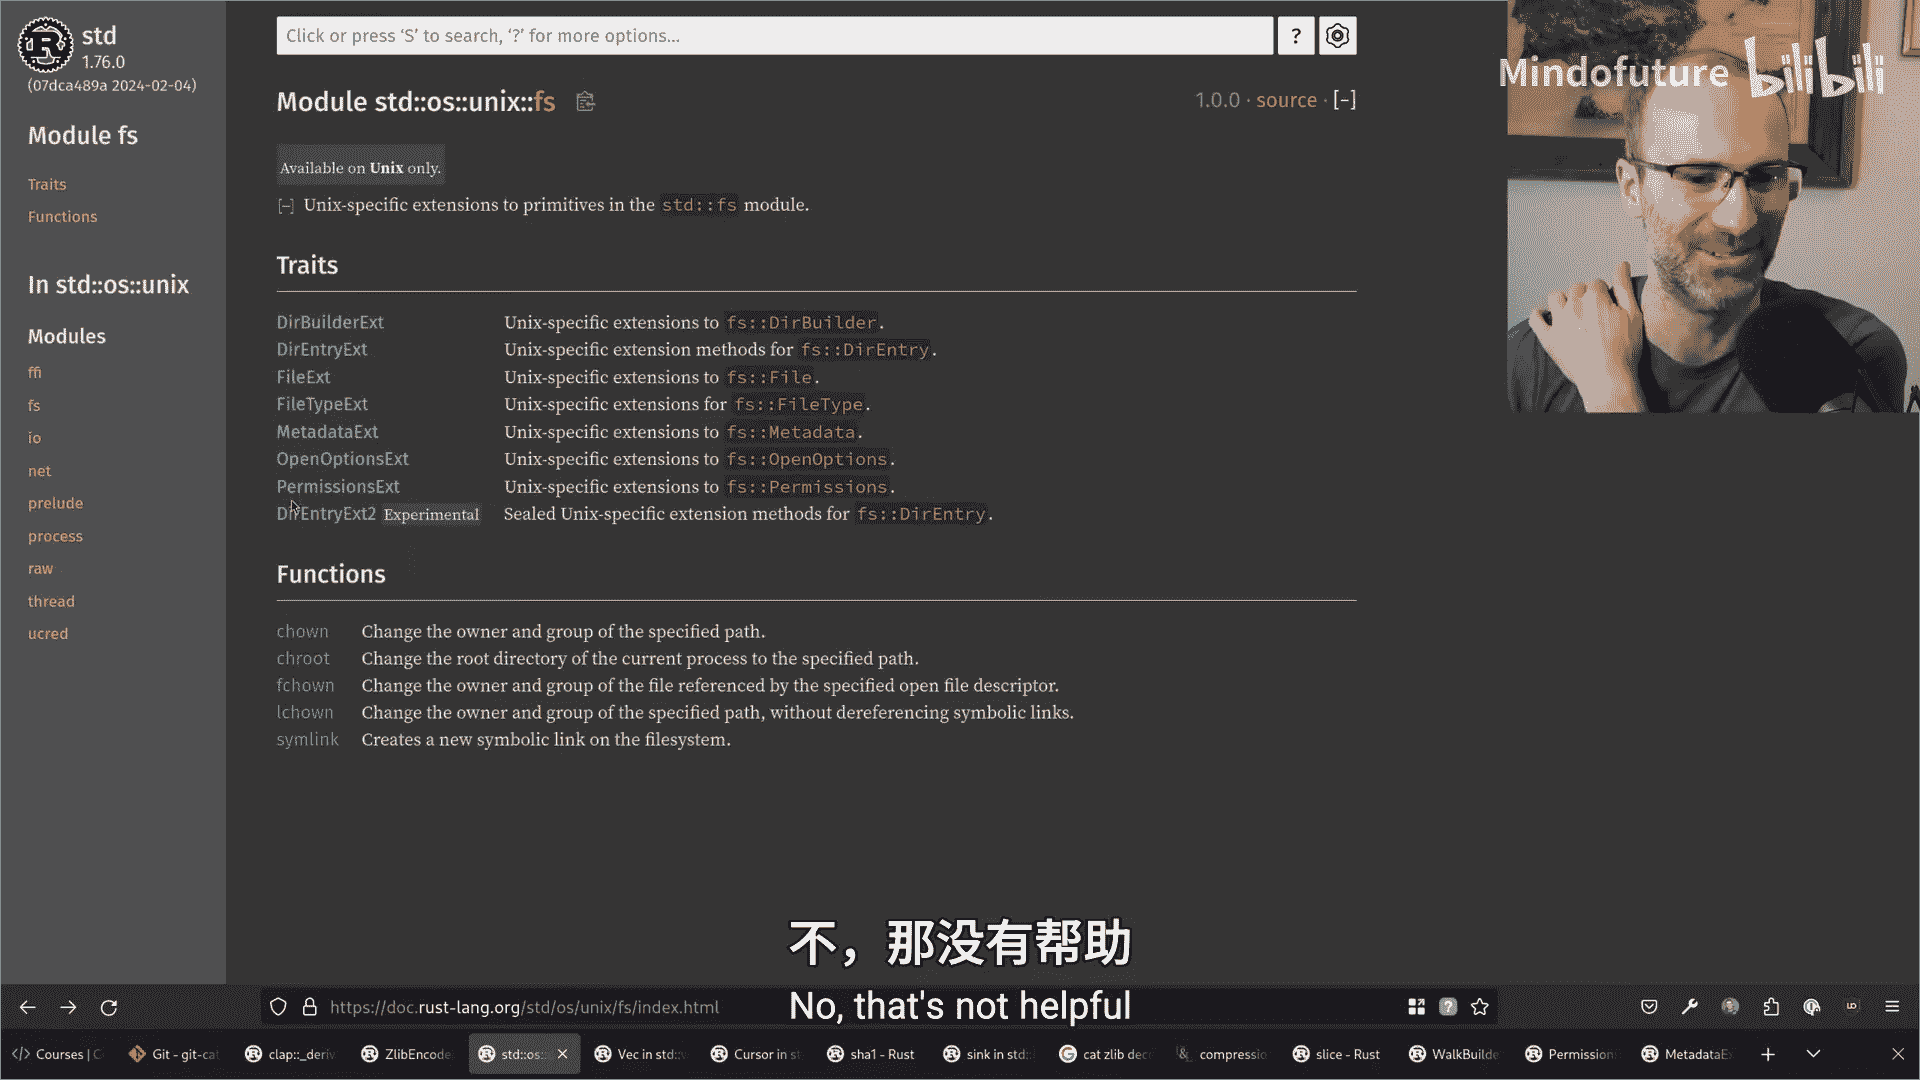 std
1.76.0
(07dca489a 2024-02-04)
Module fs
Traits
Functions
In std::os::unix
Modules
ffi
fs
io
net
prelude
process
raw
thread
ucred
Click or press ‘S’ to search, ‘?’ for more options…
?
Module std::os::unix::fs
1.0.0 · source · [−]
Available on Unix only.
[−] Unix-specific extensions to primitives in the std::fs module.
Traits
DirBuilderExt Unix-specific extensions to fs::DirBuilder.
DirEntryExt Unix-specific extension methods for fs::DirEntry.
FileExt Unix-specific extensions to fs::File.
FileTypeExt Unix-specific extensions for fs::FileType.
MetadataExt Unix-specific extensions to fs::Metadata.
OpenOptionsExt Unix-specific extensions to fs::OpenOptions.
PermissionsExt Unix-specific extensions to fs::Permissions.
DirEntryExt2 Experimental Sealed Unix-specific extension methods for fs::DirEntry.
Functions
chown Change the owner and group of the specified path.
chroot Change the root directory of the current process to the specified path.
fchown Change the owner and group of the file referenced by the specified open file descriptor.
lchown Change the owner and group of the specified path, without dereferencing symbolic links.
symlink Creates a new symbolic link on the filesystem.
Mindofuture bilibili
不，那没有帮助
No, that's not helpful
https://doc.rust-lang.org/std/os/unix/fs/index.html
Courses | C Git - git-cat clap::_deriv ZlibEncode std::os: Vec in std:: Cursor in st sha1 - Rust sink in std: cat zlib dec compressio slice - Rust WalkBuilde Permission MetadataE